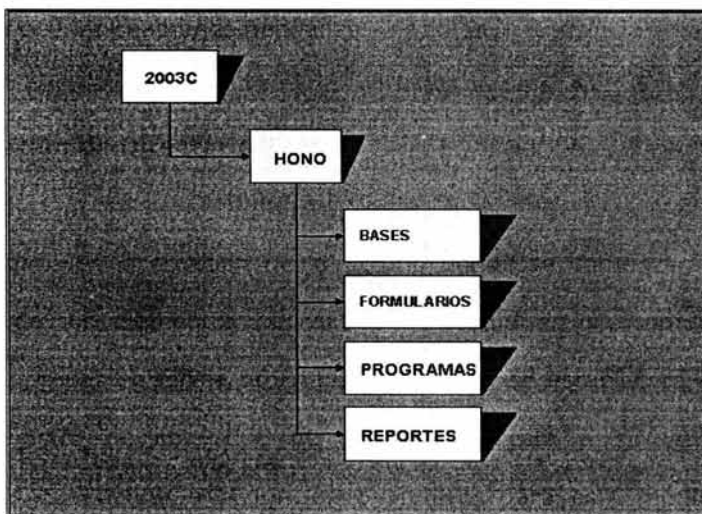 2003C
HONO
BASES
FORMULARIOS
PROGRAMAS
REPORTES